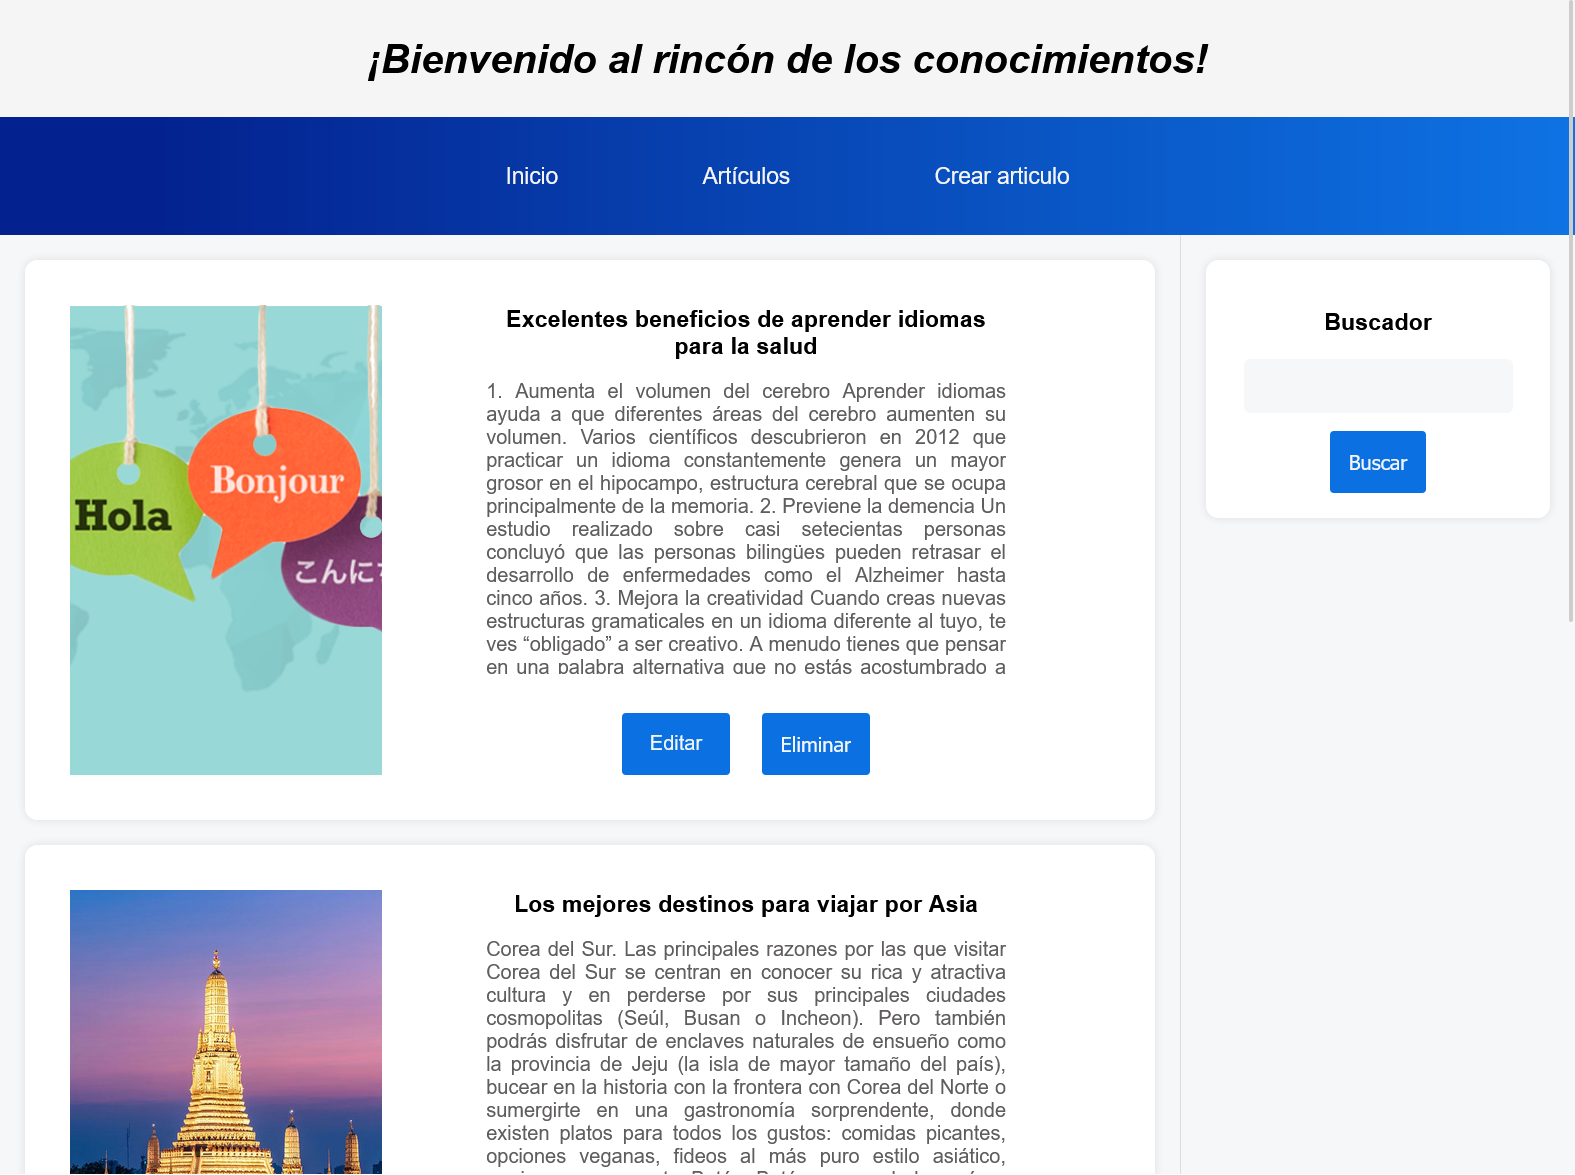 ¡Bienvenido al rincón de los conocimientos!
Inicio
Artículos
Crear articulo
Hola
Bonjour
こんに
Excelentes beneficios de aprender idiomas
para la salud
1. Aumenta el volumen del cerebro Aprender idiomas
ayuda a que diferentes áreas del cerebro aumenten su
volumen. Varios científicos descubrieron en 2012 que
practicar un idioma constantemente genera un mayor
grosor en el hipocampo, estructura cerebral que se ocupa
principalmente de la memoria. 2. Previene la demencia Un
estudio realizado sobre casi setecientas personas
concluyó que las personas bilingües pueden retrasar el
desarrollo de enfermedades como el Alzheimer hasta
cinco años. 3. Mejora la creatividad Cuando creas nuevas
estructuras gramaticales en un idioma diferente al tuyo, te
ves “obligado” a ser creativo. A menudo tienes que pensar
en una palabra alternativa que no estás acostumbrado a
Editar
Eliminar
Buscador
Buscar
Los mejores destinos para viajar por Asia
Corea del Sur. Las principales razones por las que visitar
Corea del Sur se centran en conocer su rica y atractiva
cultura y en perderse por sus principales ciudades
cosmopolitas (Seúl, Busan o Incheon). Pero también
podrás disfrutar de enclaves naturales de ensueño como
la provincia de Jeju (la isla de mayor tamaño del país),
bucear en la historia con la frontera con Corea del Norte o
sumergirte en una gastronomía sorprendente, donde
existen platos para todos los gustos: comidas picantes,
opciones veganas, fideos al más puro estilo asiático,